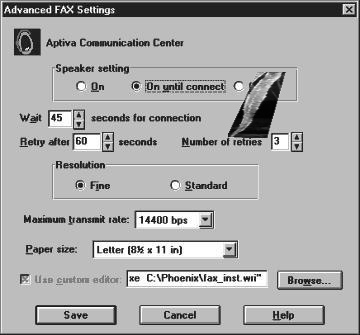 Advanced FAX Settings
Aptiva Communication Center
Speaker setting
On
On until connect
Wait 45 seconds for connection
Retry after 60 seconds Number of retries 3
Resolution
Fine
Standard
Maximum transmit rate: 14400 bps
Paper size: Letter (8½ x 11 in)
Use custom editor: xe C:\Phoenix\fax_inst.wri" Browse...
Save Cancel Help